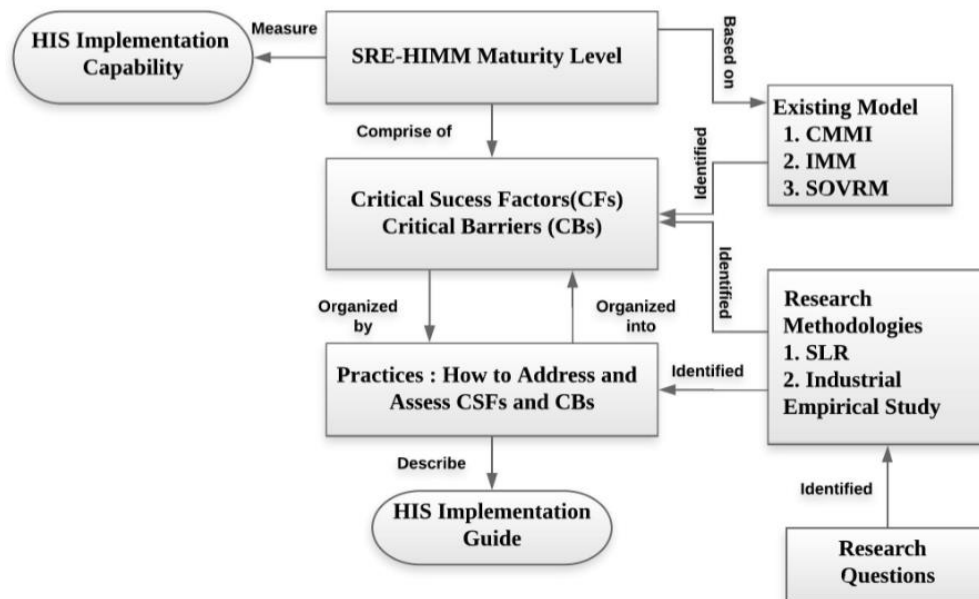 HIS Implementation
Capability
Measure
SRE-HIMM Maturity Level
Based on
Comprise of
Existing Model
1. CMMI
2. IMM
3. SOVRM
Identified
Critical Sucess Factors(CFs)
Critical Barriers (CBs)
Identified
Organized
by
Organized
into
Research
Methodologies
1. SLR
2. Industrial
Empirical Study
Practices : How to Address and
Assess CSFs and CBs
Identified
Describe
HIS Implementation
Guide
Identified
Research
Questions